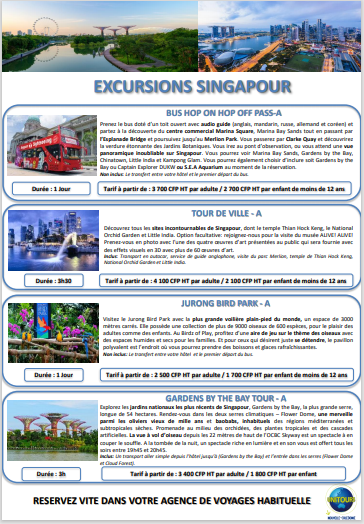 EXCURSIONS SINGAPOUR
BUS HOP ON HOP OFF PASS-A
Prenez le bus doté d'un toit ouvert avec audio guide (anglais, mandarin, russe, allemand et coréen) et
partez à la découverte du centre commercial Marina Square, Marina Bay Sands tout en passant par
l'Esplanade Bridge et poursuivez jusqu'au Merlion Park. Vous passez par Clarke Quay et découvrirez
la verdure étonnante des Jardins Botaniques. Vous irez au point d'observation, ou vous attend une vue
panoramique inoubliable sur Singapour. Vous pourrez voir Marina Bay Sands, Gardens by the Bay,
Chinatown, Little India et Kampong Glam. Vous pourrez également choisir d'inclure soit Gardens by the
Bay ou Captain Explorer DUKW ou S.E.A Aquarium au moment de la réservation.
Non inclus: Le transfert entre votre hôtel et le premier départ du bus.
Durée : 1 Jour
Tarif à partir de : 3 700 CFP HT par adulte / 2 700 CFP HT par enfant de moins de 12 ans
TOUR DE VILLE - A
Découvrez tous les sites incontournables de Singapour, dont le temple Thian Hock Keng, le National
Orchid Garden et Little India. Option facultative: rejoignez-nous pour la visite du musée ALIVE! ALIVE!
Prenez-vous en photo avec l'une des quatre œuvres d'art présentées au public qui sera fournie avec
des effets visuels en 3D avec plus de 60 œuvres d'art.
Inclus: Transport en autocar, service de guide anglophone, visite du parc Merlion, temple de Thian Hock Keng,
National Orchid Garden et Little India.
Durée : 3h30
Tarif à partir de : 4 100 CFP HT par adulte / 2 100 CFP HT par enfant de moins de 12 ans
JURONG BIRD PARK - A
Visitez le Jurong Bird Park avec la plus grande volière plain-pied du monde, un espace de 3000
mètres carrés. Elle possède une collection de plus de 9000 oiseaux de 600 espèces, pour le plaisir des
adultes comme des enfants. Au Birds of Play, profitez d'une aire de jeu sur le thème des oiseaux avec
des espaces humides et secs pour les familles. Et pour ceux qui désirent juste se détendre, le pavillon
polyvalent est l'endroit où vous pourrez prendre des boissons et glaces rafraîchissantes.
Non inclus: Le transfert entre votre hôtel et le premier départ du bus.
Durée : 1 Jour
Tarif à partir de : 2 500 CFP HT par adulte / 1 700 CFP HT par enfant de moins de 12 ans
GARDENS BY THE BAY TOUR - A
Explorez les jardins nationaux les plus récents de Singapour, Gardens by the Bay, la plus grande serre,
longue de 54 hectares. Rendez-vous dans des serres climatisées – Flower Dome, une merveille
parmi les oliviers vieux de mille ans et baobabs, inhabituels des régions méditerranées et
subtropicales sèches. Promenade au milieu des orchidées, des plantes tropicales et des cascades
artificielles. La vue à vol d'oiseau depuis les 22 mètres de haut de l'OCBC Skyway est un spectacle à en
couper le souffle. A la tombée de la nuit, un spectacle riche en lumière et en son vous est offert tous les
soirs entre 19h45 et 20h45.
Inclus: Un transport aller simple depuis l'hôtel jusqu'à (Gardens by the Bay) et l'entrée dans les serres (Flower Dome
et Cloud Forest).
Durée : 3h
Tarif à partir de : 3 400 CFP HT par adulte / 1 800 CFP HT par enfant
RESERVEZ VITE DANS VOTRE AGENCE DE VOYAGES HABITUELLE
UNITOURS
NOUVELLE-CALEDONIE